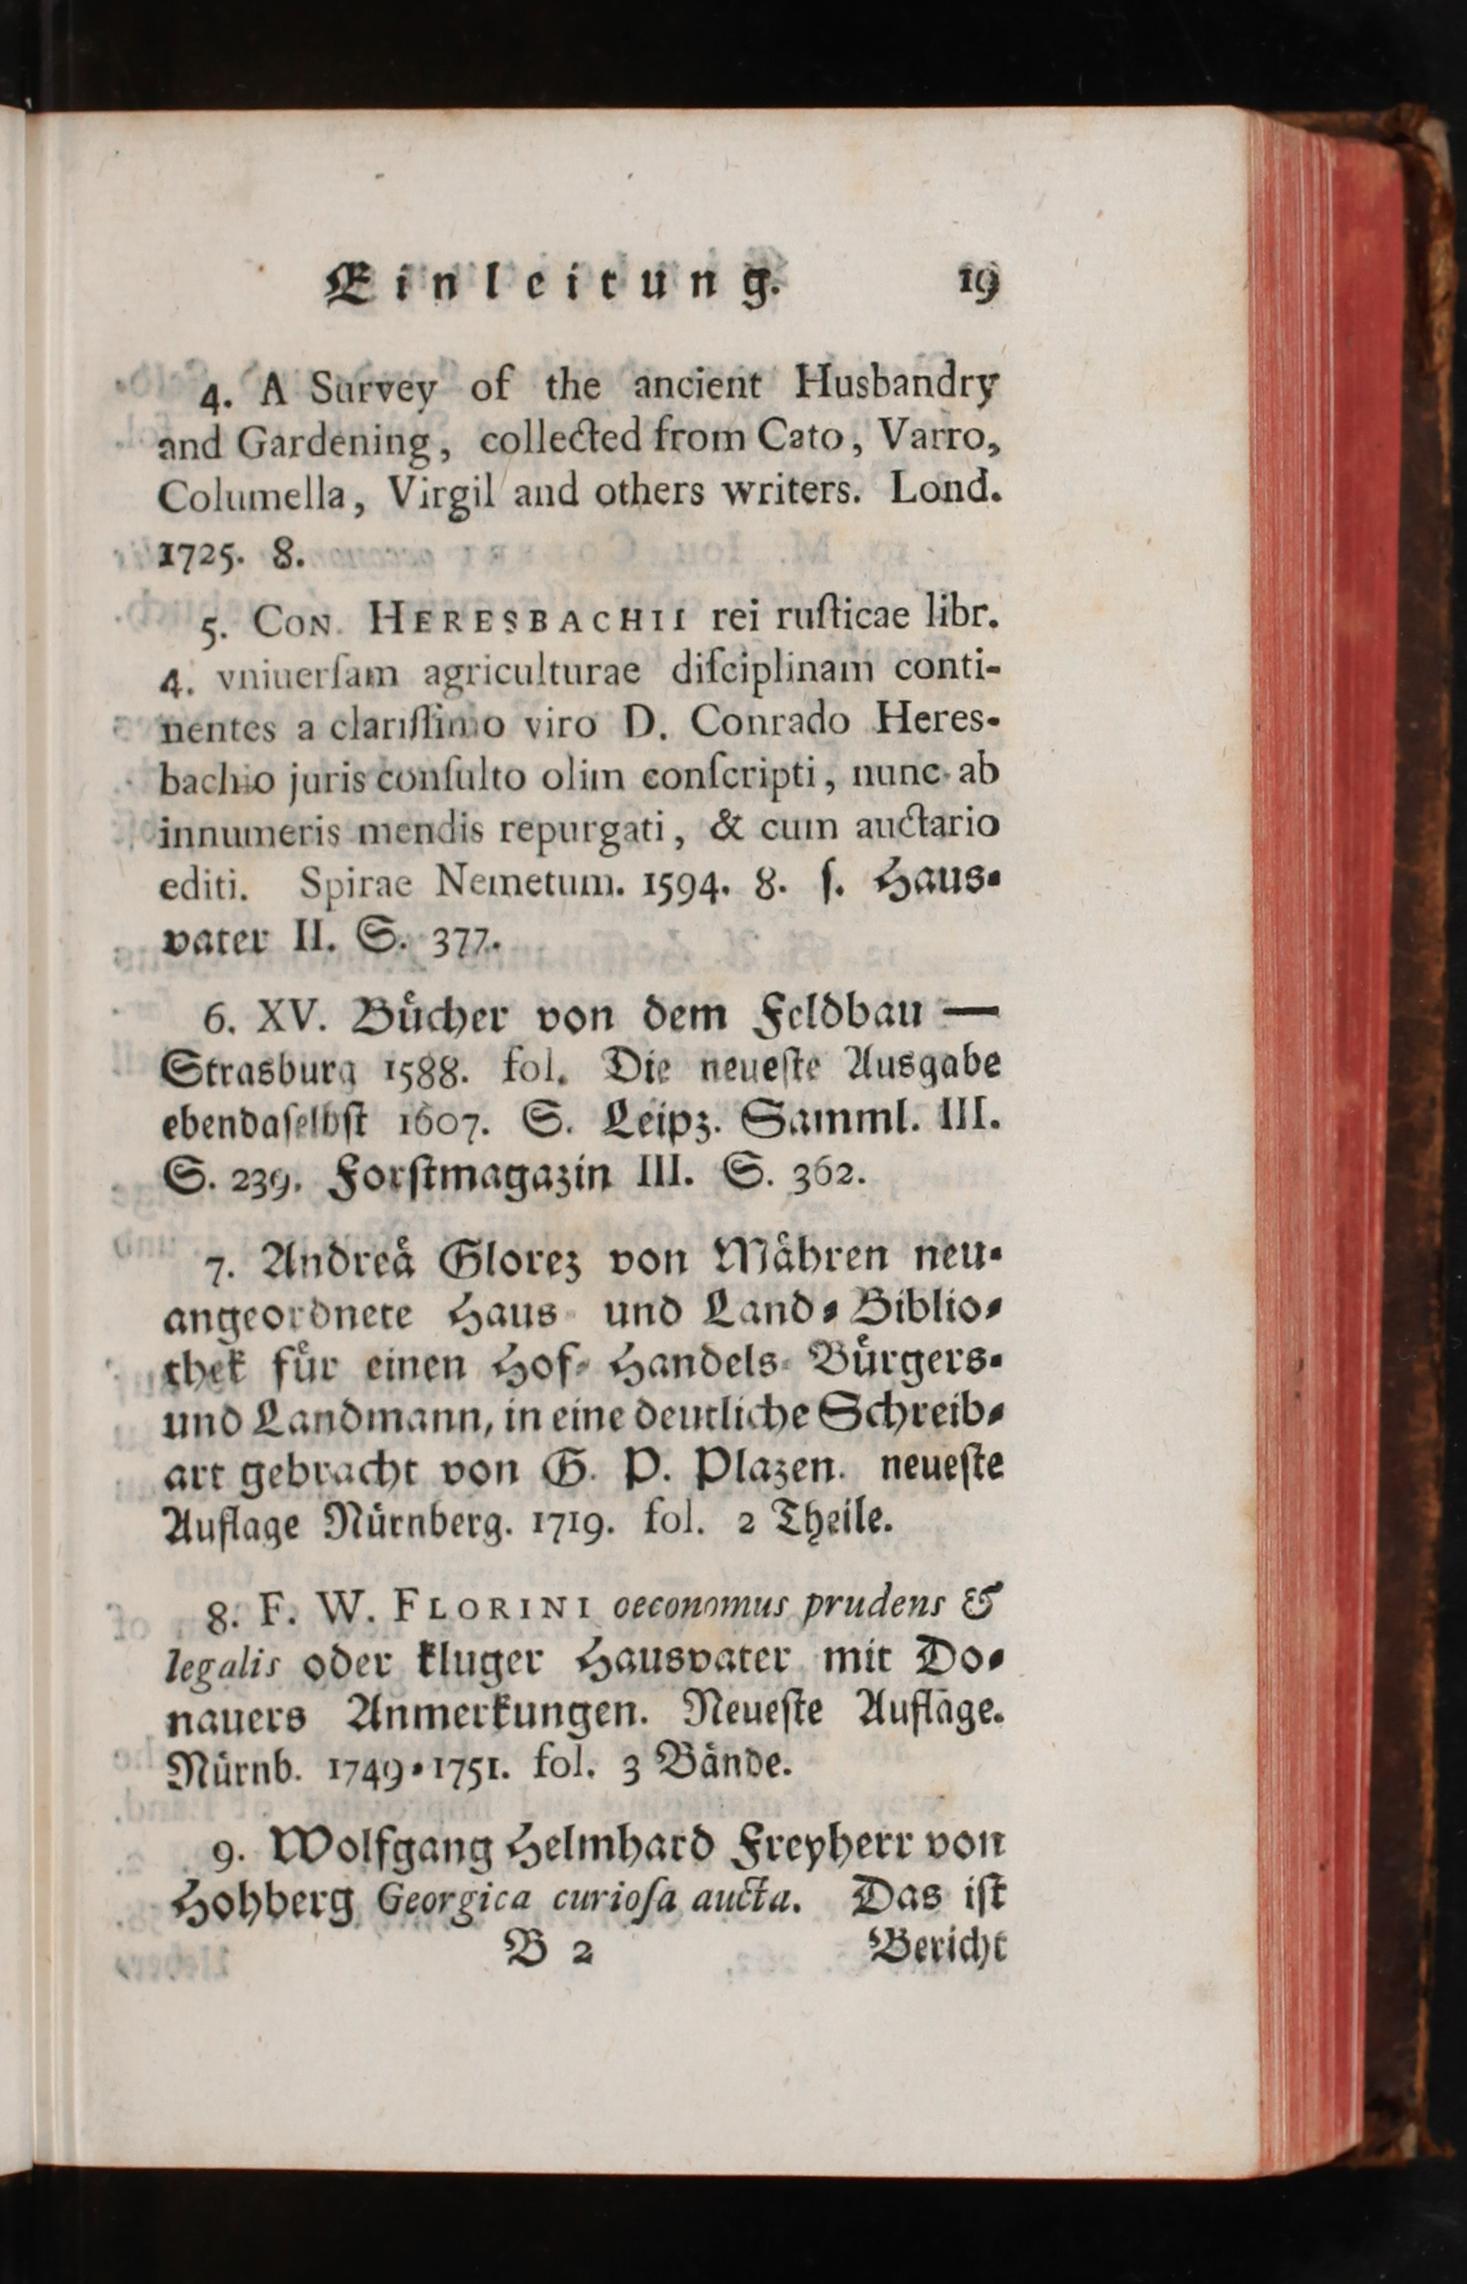 Einleitung. 19
4. A Survey of the ancient Husbandry
and Gardening, collected from Cato, Varro,
Columella, Virgil and others writers. Lond.
1725. 8.
5. CON. HERESBACHII rei ruſticae libr.
4. vniuerſam agriculturae diſciplinam conti-
nentes a clariſſimo viro D. Conrado Heres-
bachio juris conſulto olim conſcripti, nunc ab
innumeris mendis repurgati, & cum auctario
editi. Spirae Nemetum. 1594. 8. ſ. Haus-
vater II. S. 377.
6. XV. Bücher von dem Feldbau —
Strasburg 1588. fol. Die neueſte Ausgabe
ebendaſelbſt 1607. S. Leipz. Samml. III.
S. 239. Forſtmagazin III. S. 362.
7. Andreä Glorez von Mähren neu-
angeordnete Haus- und Land-Biblio-
thek für einen Hof- Handels- Bürgers-
und Landmann, in eine deutliche Schreib-
art gebracht von G. P. Plazen. neueſte
Auflage Nürnberg. 1719. fol. 2 Theile.
8. F. W. FLORINI oeconomus prudens &
legalis oder kluger Hausvater mit Do-
nauers Anmerkungen. Neueſte Auflage.
Nürnb. 1749-1751. fol. 3 Bände.
9. Wolfgang Helmhard Freyherr von
Hohberg Georgica curioſa aucta. Das iſt
B 2 Bericht